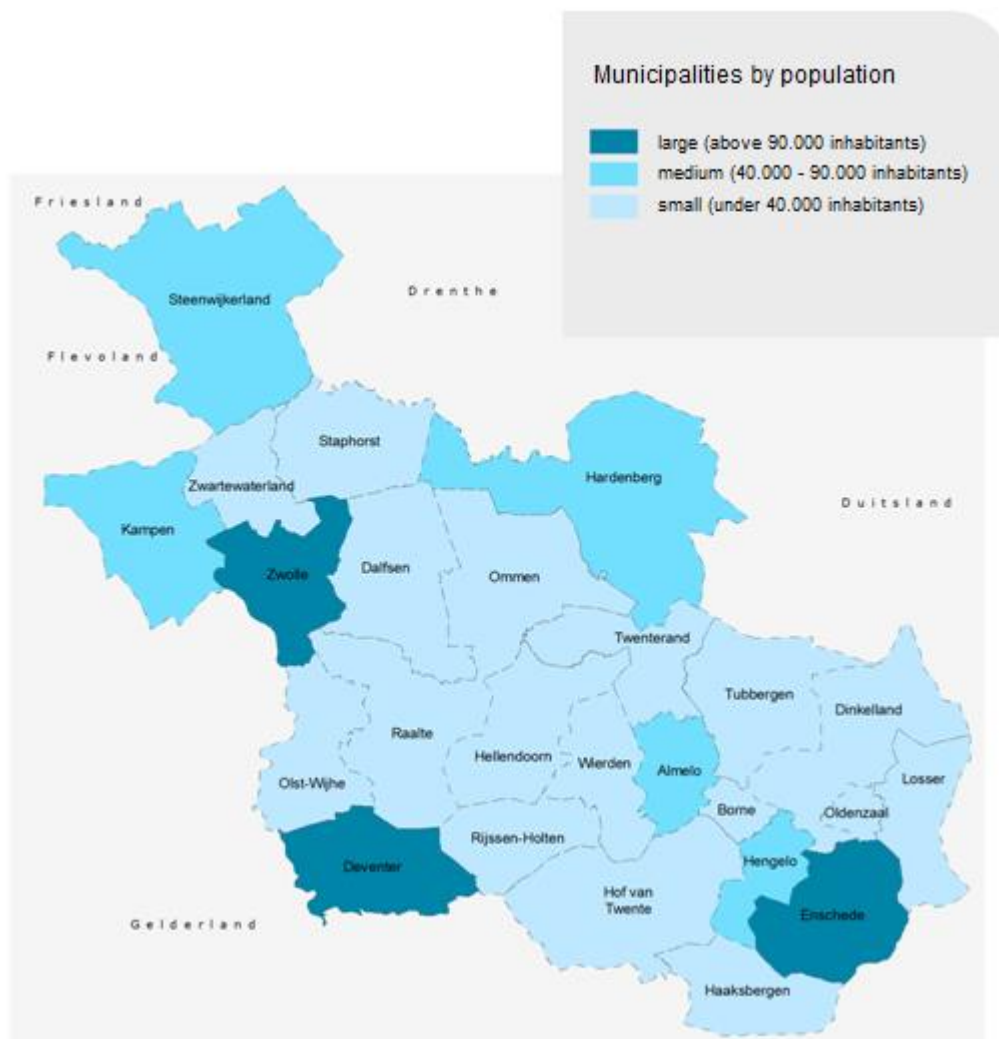 Municipalities by population
large (above 90.000 inhabitants)
medium (40.000 - 90.000 inhabitants)
small (under 40.000 inhabitants)
Friesland
Drenthe
Steenwijkerland
Flevoland
Staphorst
Zwartewaterland
Hardenberg
Duitsland
Kampen
Zwolle
Dalfsen
Ommen
Twenterand
Tubbergen
Dinkelland
Raalte
Hellendoorn
Wierden
Almelo
Losser
Olst-Wijhe
Borne
Oldenzaal
Rijssen-Holten
Deventer
Hengelo
Hof van
Twente
Enschede
Gelderland
Haaksbergen